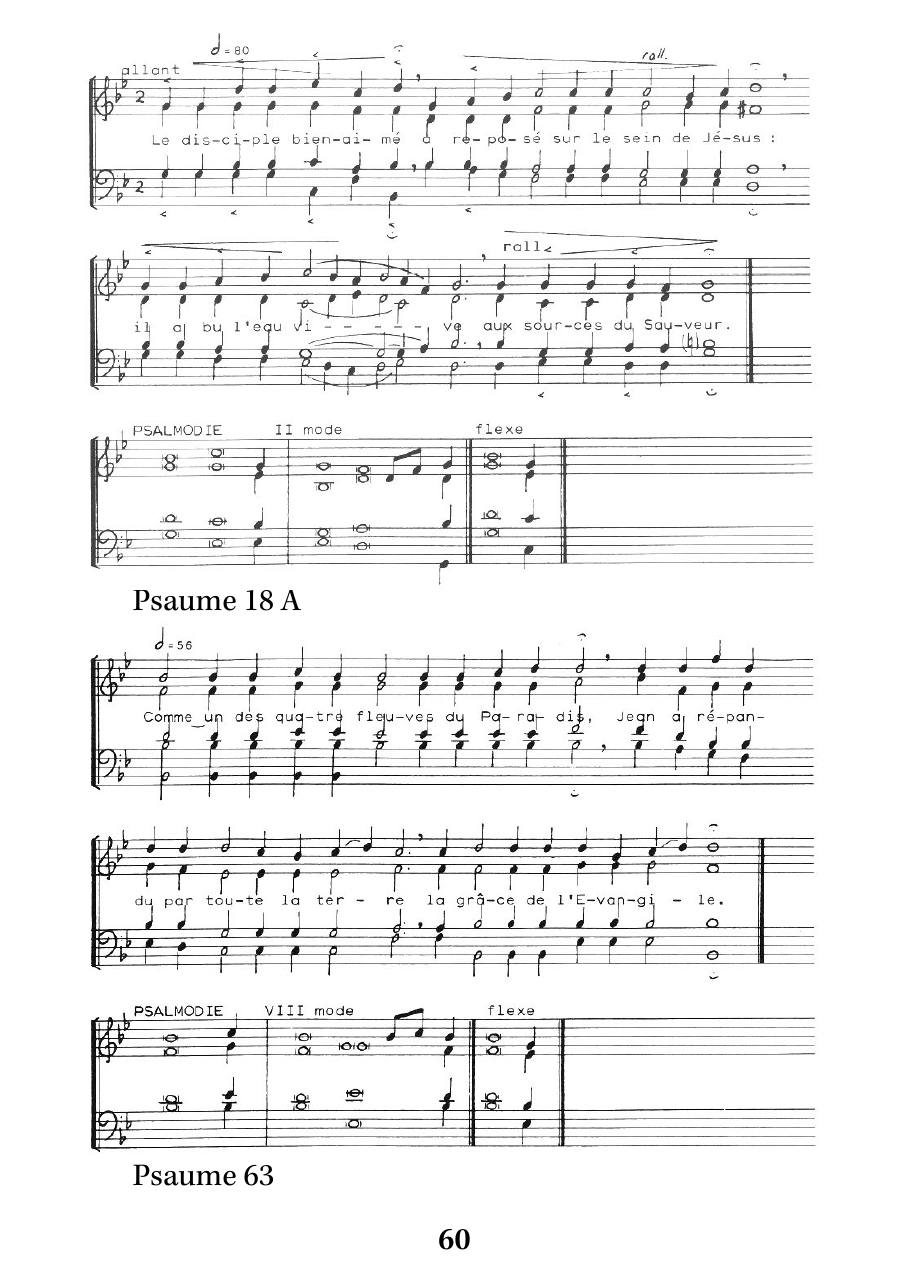 𝅗𝅥 = 80
allant rall.
2
Le dis-ci-ple bien-ai-mé a re-po-sé sur le sein de Jé-sus :
2
rall.
il a bu l'eau vi - - - - - ve aux sour-ces du Sau-veur.
PSALMODIE II mode flexe
Psaume 18 A
𝅗𝅥 = 56
Comme un des qua-tre fleu-ves du Pa-ra-dis, Jean a ré-pan-
du par tou-te la ter - re la grâ-ce de l'E-van-gi - le.
PSALMODIE VIII mode flexe
Psaume 63
60